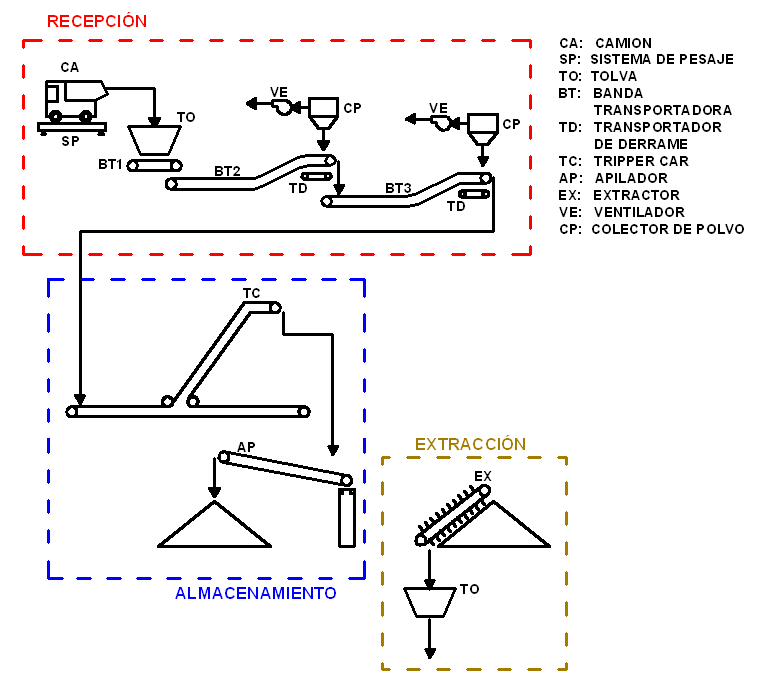 RECEPCIÓN
CA
SP
TO
BT1
BT2
VE
CP
TD
BT3
VE
CP
TD
CA: CAMION
SP: SISTEMA DE PESAJE
TO: TOLVA
BT: BANDA
TRANSPORTADORA
TD: TRANSPORTADOR
DE DERRAME
TC: TRIPPER CAR
AP: APILADOR
EX: EXTRACTOR
VE: VENTILADOR
CP: COLECTOR DE POLVO
TC
AP
ALMACENAMIENTO
EXTRACCIÓN
EX
TO